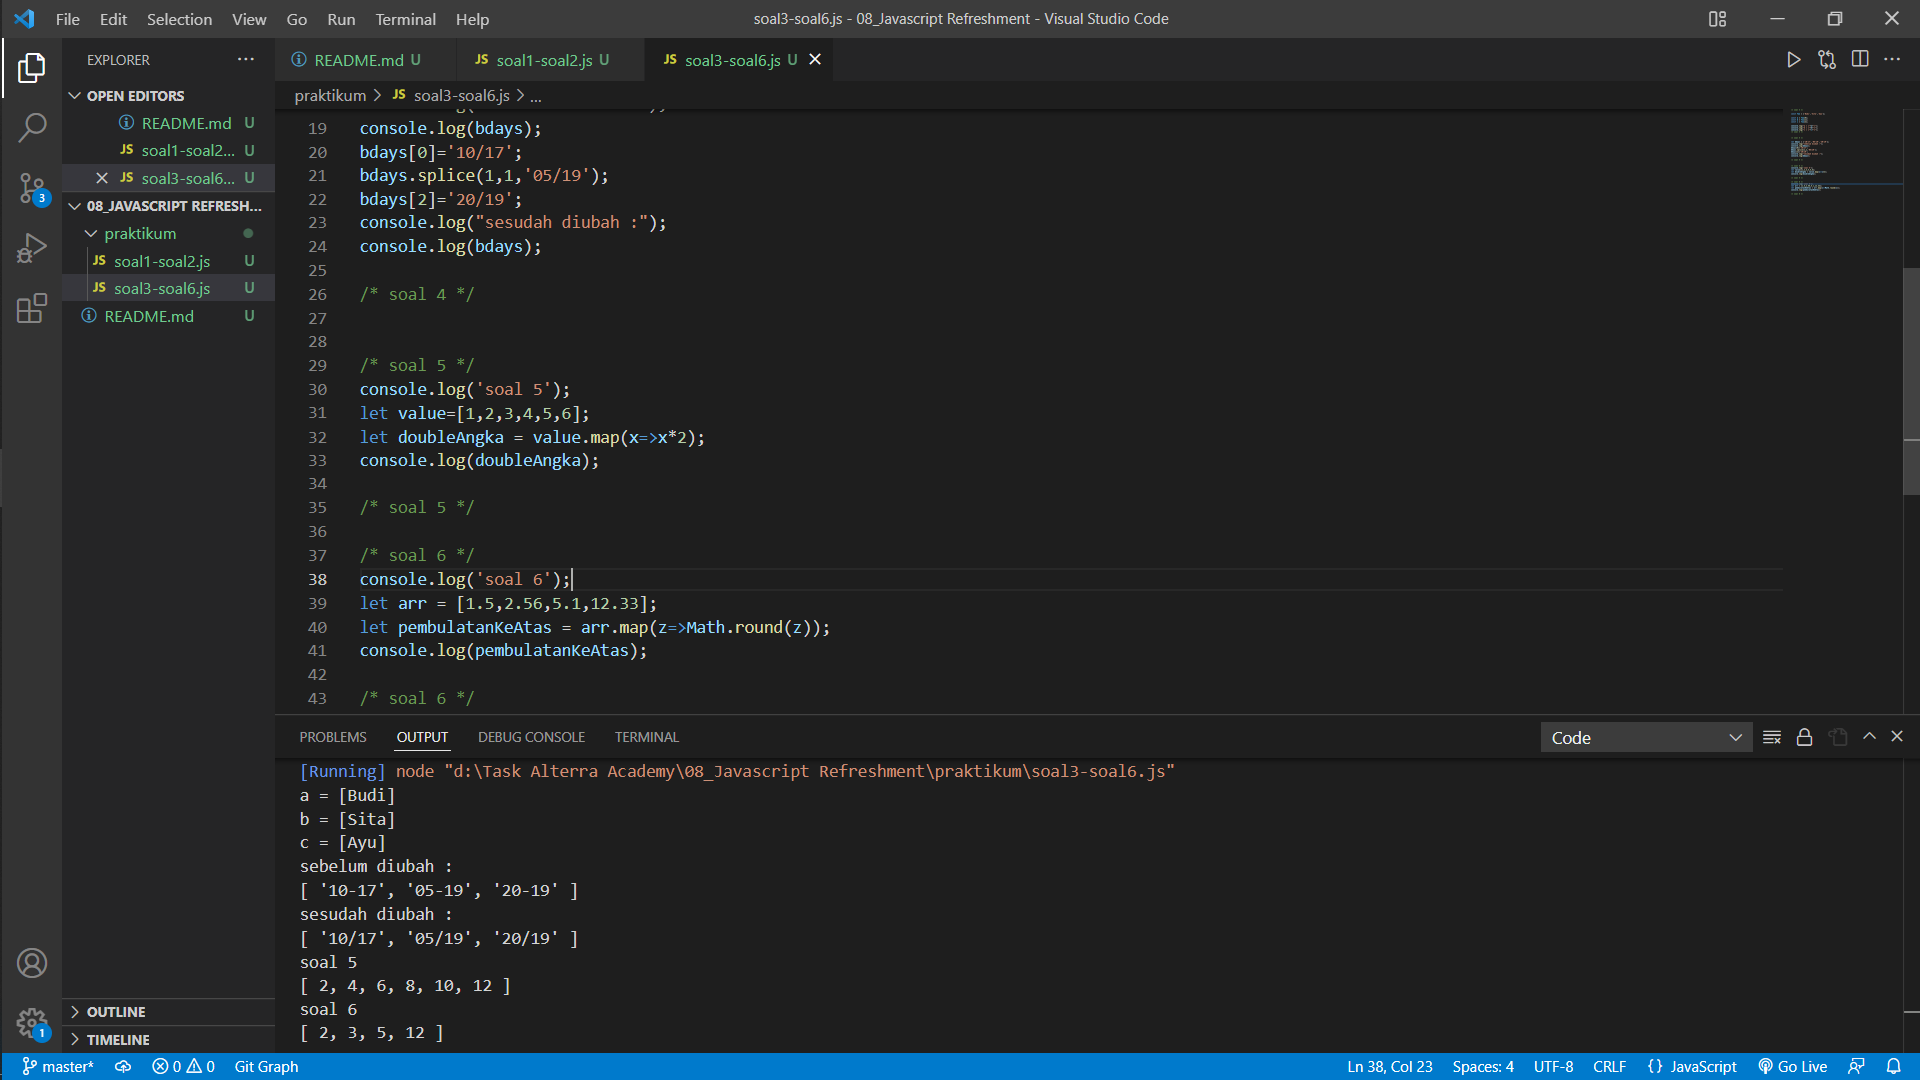 File Edit Selection View Go Run Terminal Help
soal3-soal6.js - 08_Javascript Refreshment - Visual Studio Code
EXPLORER
OPEN EDITORS
README.md U
soal1-soal2... U
soal3-soal6... U
08_JAVASCRIPT REFRESH...
praktikum
JS soal1-soal2.js U
JS soal3-soal6.js U
README.md U
OUTLINE
TIMELINE
3
1
README.md U
JS soal1-soal2.js U
JS soal3-soal6.js U
praktikum > JS soal3-soal6.js > ...
19 console.log(bdays);
20 bdays[0]='10/17';
21 bdays.splice(1,1,'05/19');
22 bdays[2]='20/19';
23 console.log("sesudah diubah :");
24 console.log(bdays);
25
26 /* soal 4 */
27
28
29 /* soal 5 */
30 console.log('soal 5');
31 let value=[1,2,3,4,5,6];
32 let doubleAngka = value.map(x=>x*2);
33 console.log(doubleAngka);
34
35 /* soal 5 */
36
37 /* soal 6 */
38 console.log('soal 6');
39 let arr = [1.5,2.56,5.1,12.33];
40 let pembulatanKeAtas = arr.map(z=>Math.round(z));
41 console.log(pembulatanKeAtas);
42
43 /* soal 6 */
PROBLEMS OUTPUT DEBUG CONSOLE TERMINAL
Code
[Running] node "d:\Task Alterra Academy\08_Javascript Refreshment\praktikum\soal3-soal6.js"
a = [Budi]
b = [Sita]
c = [Ayu]
sebelum diubah :
[ '10-17', '05-19', '20-19' ]
sesudah diubah :
[ '10/17', '05/19', '20/19' ]
soal 5
[ 2, 4, 6, 8, 10, 12 ]
soal 6
[ 2, 3, 5, 12 ]
master* 0 0 Git Graph
Ln 38, Col 23 Spaces: 4 UTF-8 CRLF {} JavaScript Go Live